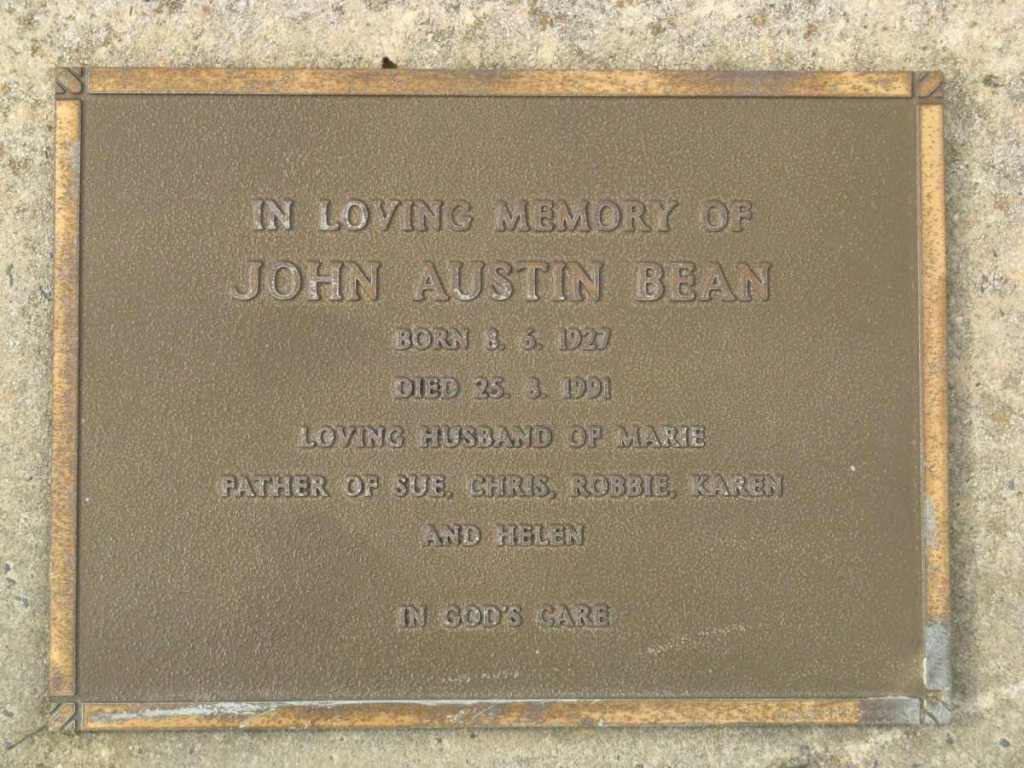 IN LOVING MEMORY OF
JOHN AUSTIN BEAN
BORN 8. 6. 1927
DIED 25. 8. 1991
LOVING HUSBAND OF MARIE
FATHER OF SUE, CHRIS, ROBBIE, KAREN
AND HELEN
IN GOD'S CARE